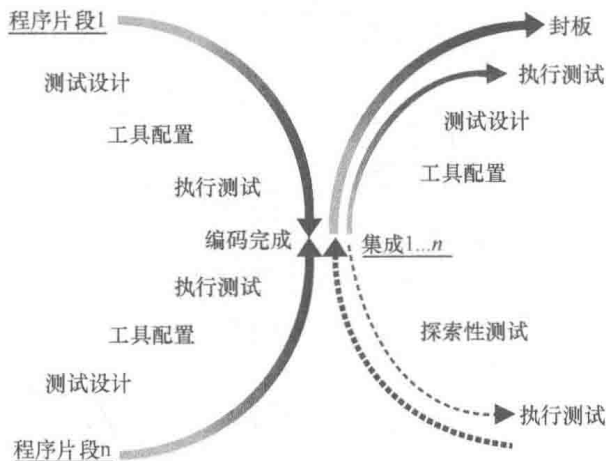 程序片段1
测试设计
工具配置
执行测试
编码完成
执行测试
工具配置
测试设计
程序片段n
封板
执行测试
测试设计
工具配置
集成1...n
探索性测试
执行测试